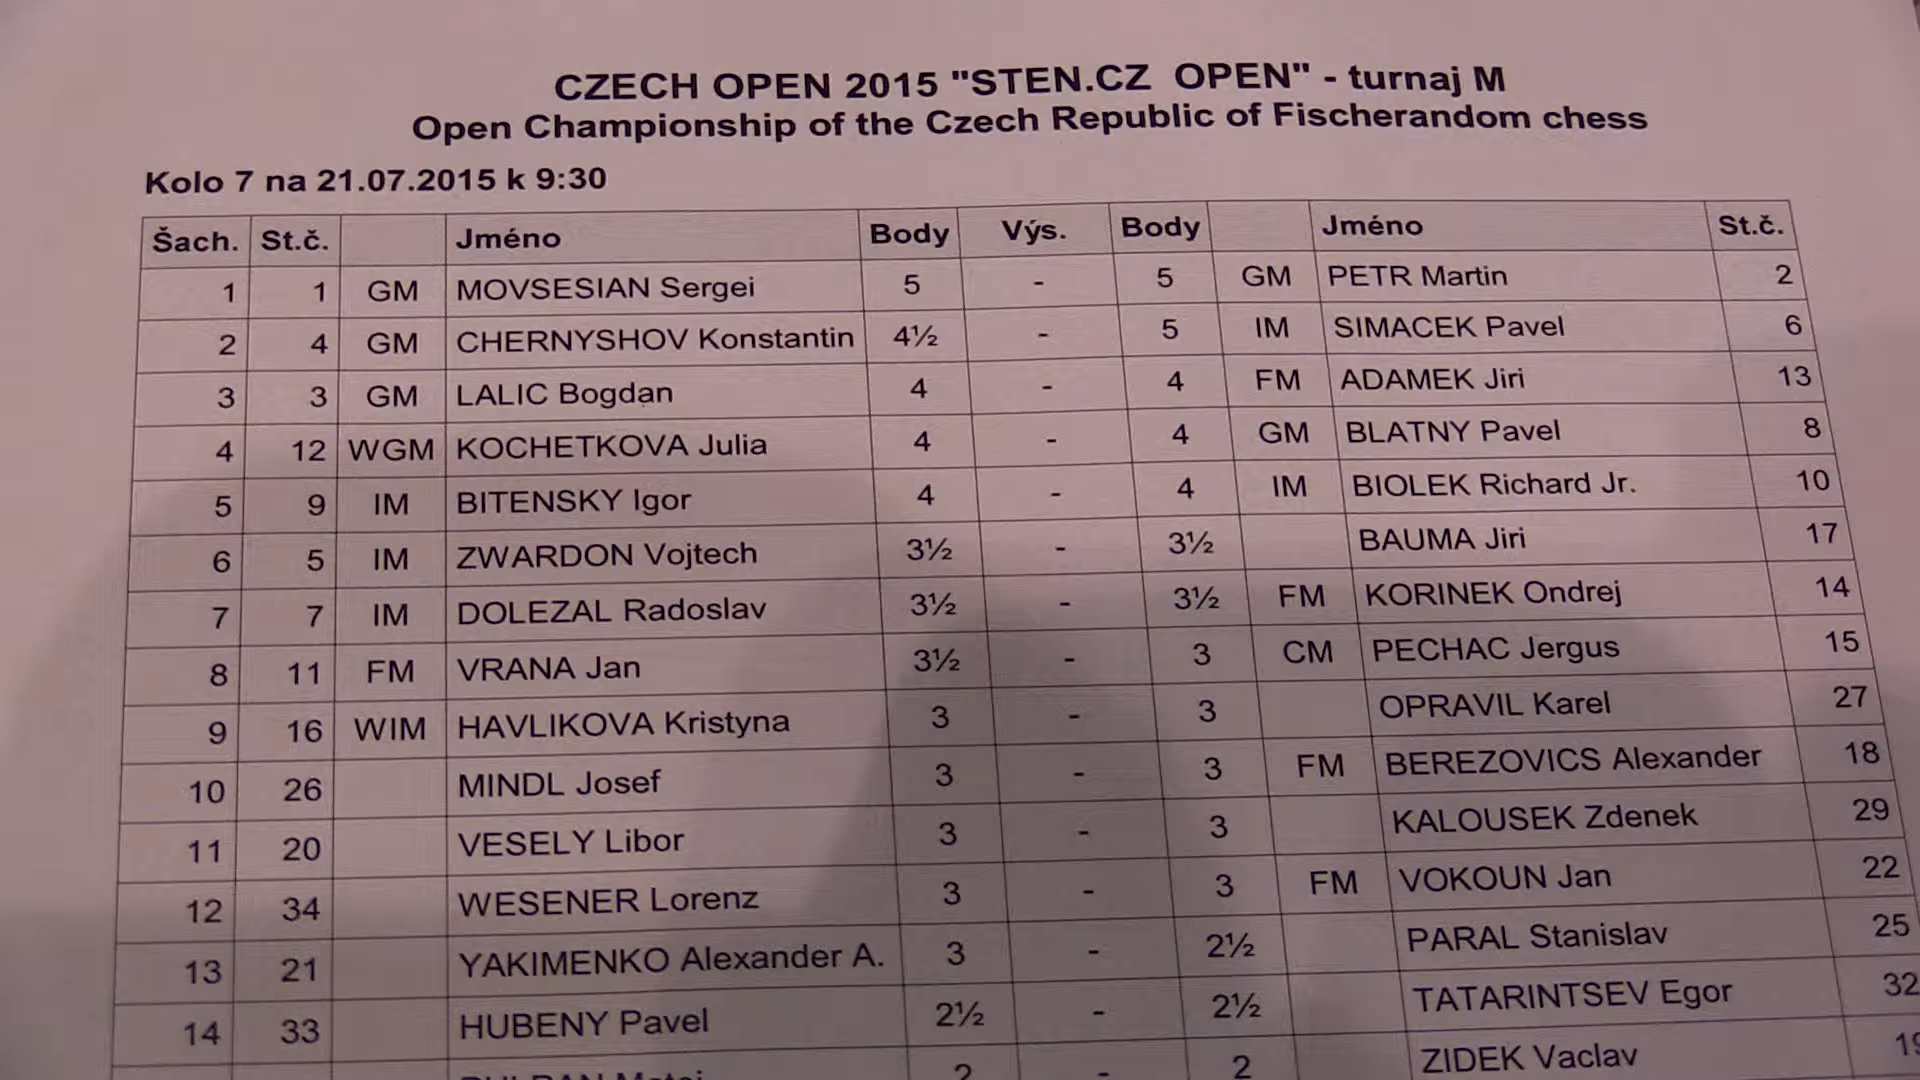 CZECH OPEN 2015 "STEN.CZ OPEN" - turnaj M
Open Championship of the Czech Republic of Fischerandom chess
Kolo 7 na 21.07.2015 k 9:30
Šach. St.č. Jméno Body Výs. Body Jméno St.č.
1 1 GM MOVSESIAN Sergei 5 - 5 GM PETR Martin 2
2 4 GM CHERNYSHOV Konstantin 4½ - 5 IM SIMACEK Pavel 6
3 3 GM LALIC Bogdan 4 - 4 FM ADAMEK Jiri 13
4 12 WGM KOCHETKOVA Julia 4 - 4 GM BLATNY Pavel 8
5 9 IM BITENSKY Igor 4 - 4 IM BIOLEK Richard Jr. 10
6 5 IM ZWARDON Vojtech 3½ - 3½ BAUMA Jiri 17
7 7 IM DOLEZAL Radoslav 3½ - 3½ FM KORINEK Ondrej 14
8 11 FM VRANA Jan 3½ - 3 CM PECHAC Jergus 15
9 16 WIM HAVLIKOVA Kristyna 3 - 3 OPRAVIL Karel 27
10 26 MINDL Josef 3 - 3 FM BEREZOVICS Alexander 18
11 20 VESELY Libor 3 - 3 KALOUSEK Zdenek 29
12 34 WESENER Lorenz 3 - 3 FM VOKOUN Jan 22
13 21 YAKIMENKO Alexander A. 3 - 2½ PARAL Stanislav 25
14 33 HUBENY Pavel 2½ - 2½ TATARINTSEV Egor 32
2 - 2 ZIDEK Vaclav